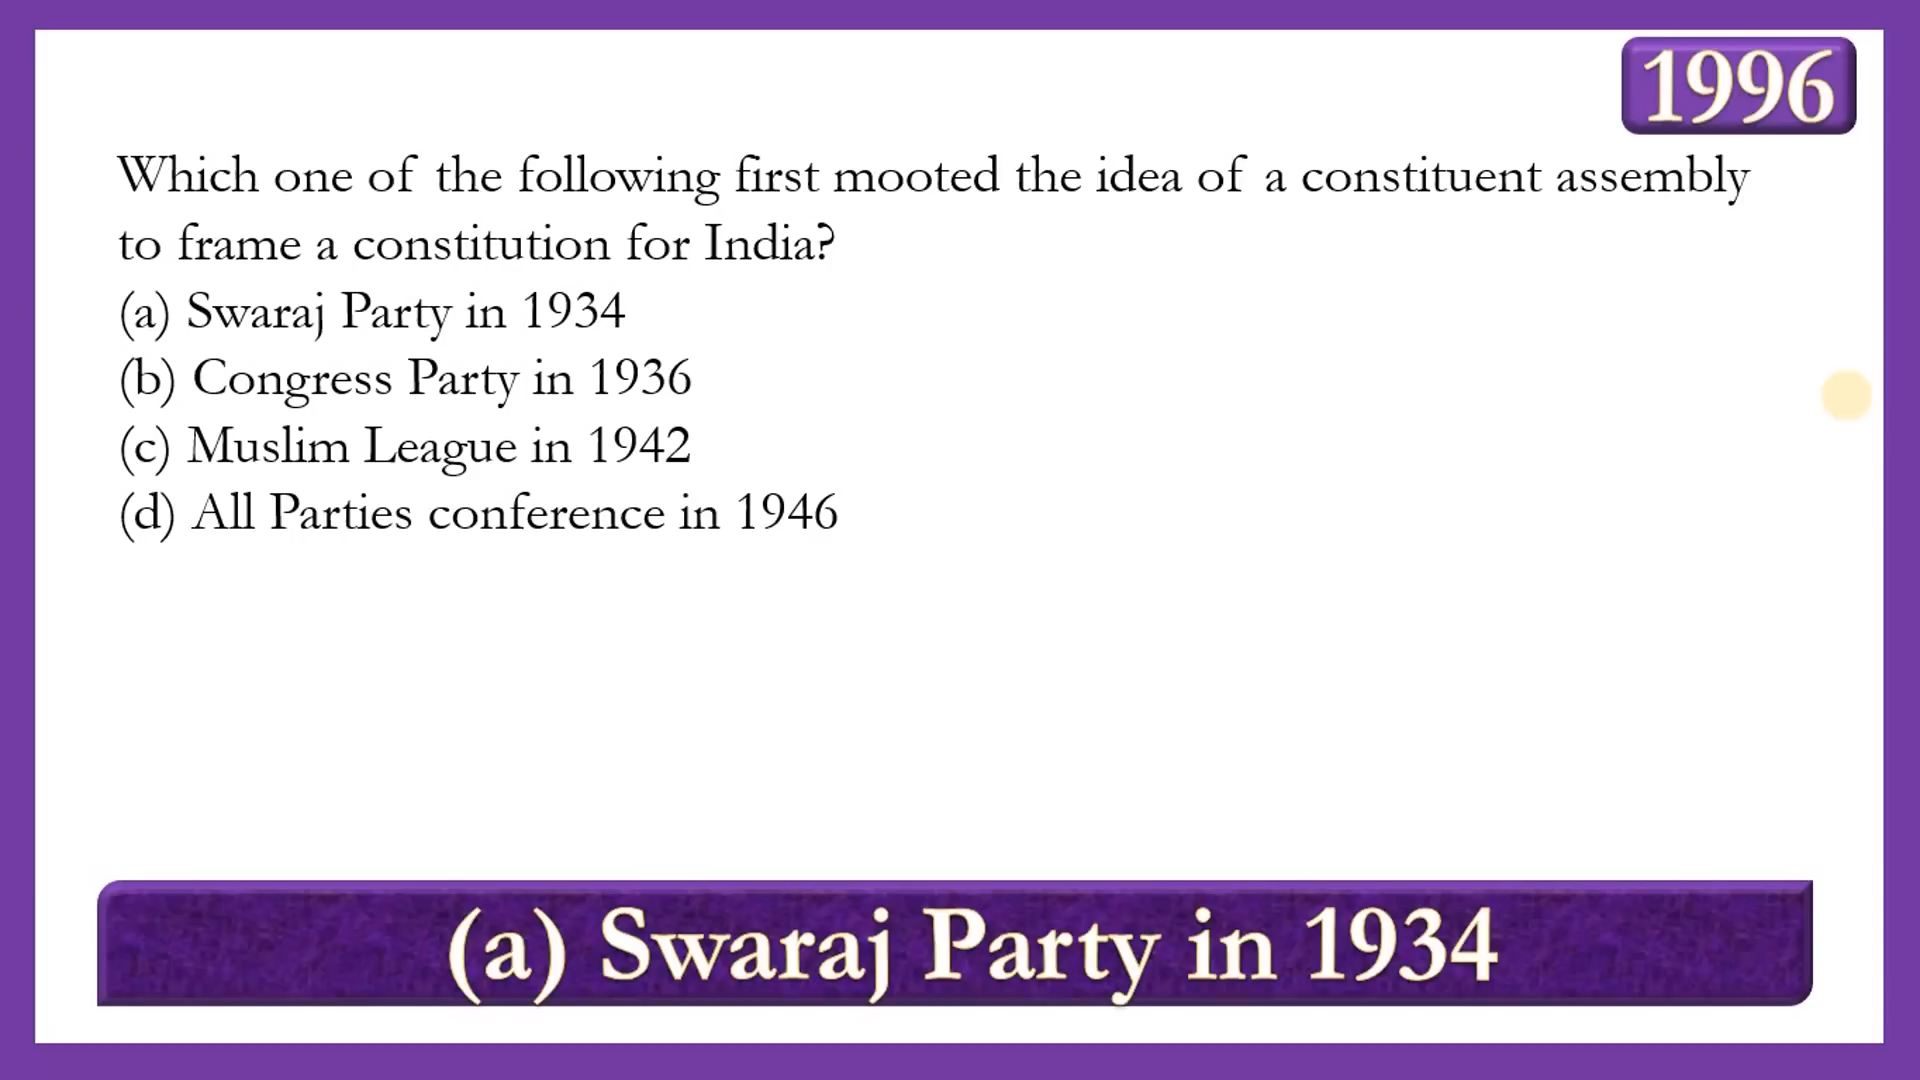 1996
Which one of the following first mooted the idea of a constituent assembly
to frame a constitution for India?
(a) Swaraj Party in 1934
(b) Congress Party in 1936
(c) Muslim League in 1942
(d) All Parties conference in 1946
(a) Swaraj Party in 1934